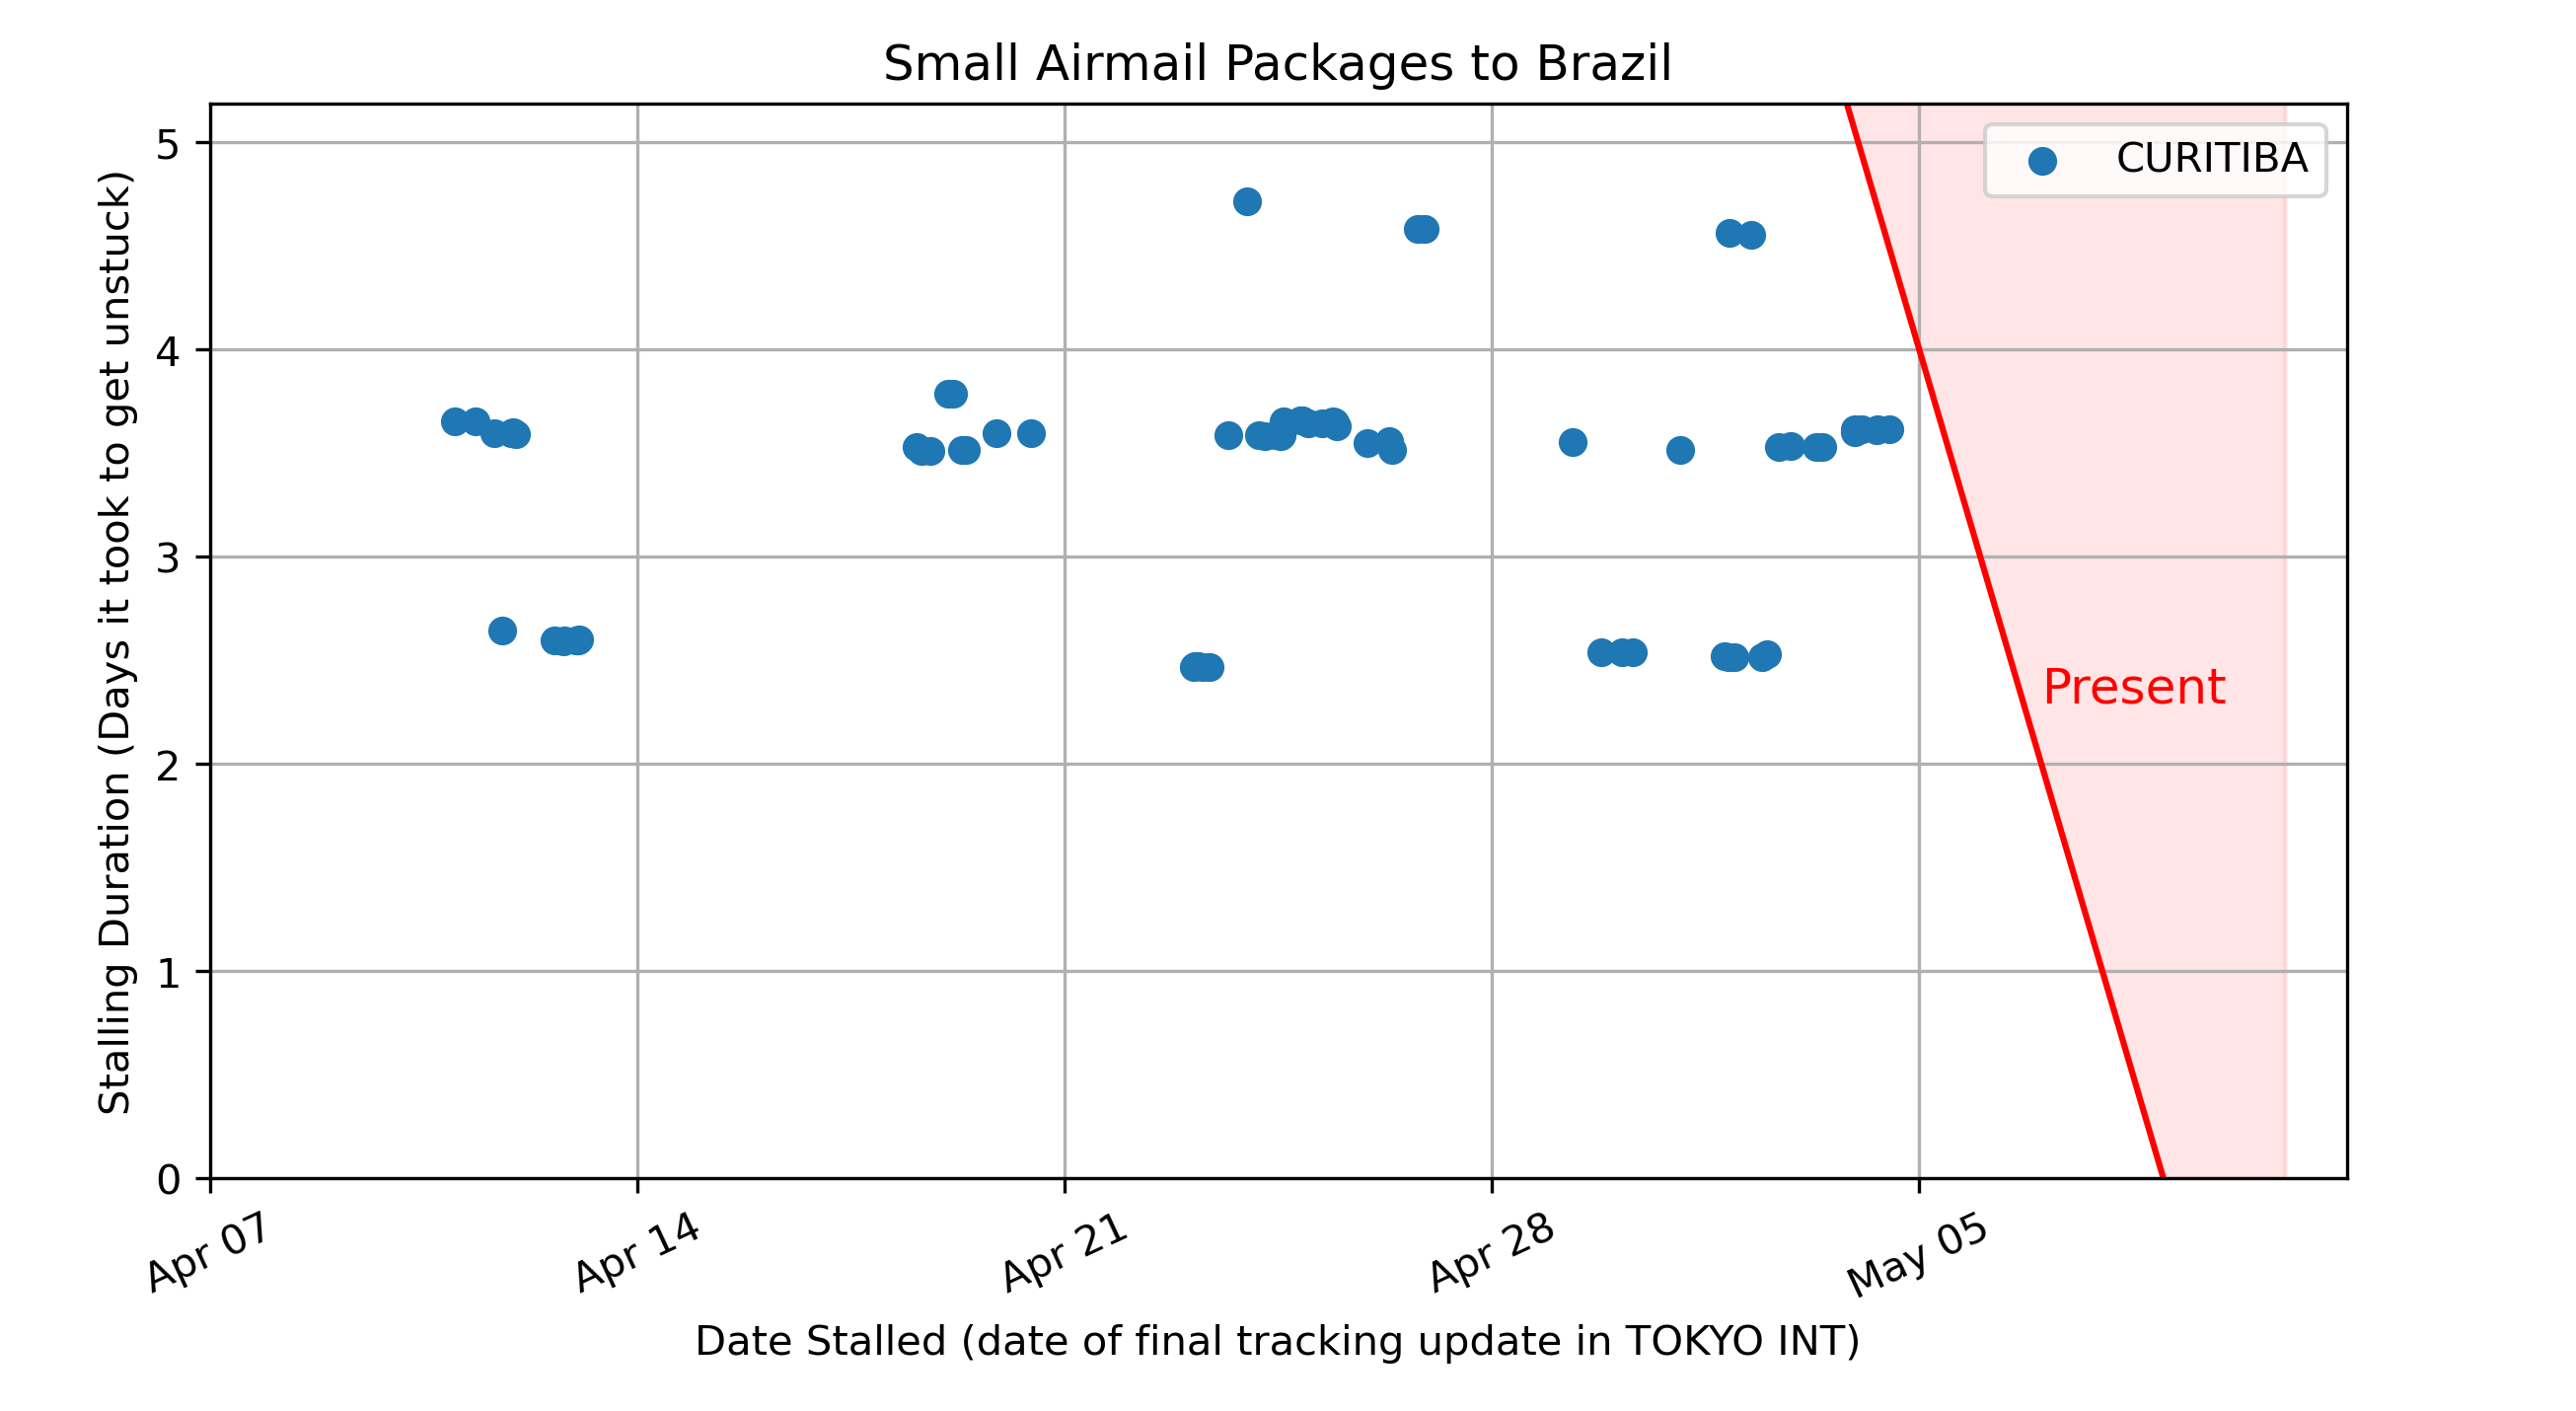 Small Airmail Packages to Brazil
Stalling Duration (Days it took to get unstuck)
5
4
3
2
1
0
CURITIBA
Present
Apr 07
Apr 14
Apr 21
Apr 28
May 05
Date Stalled (date of final tracking update in TOKYO INT)